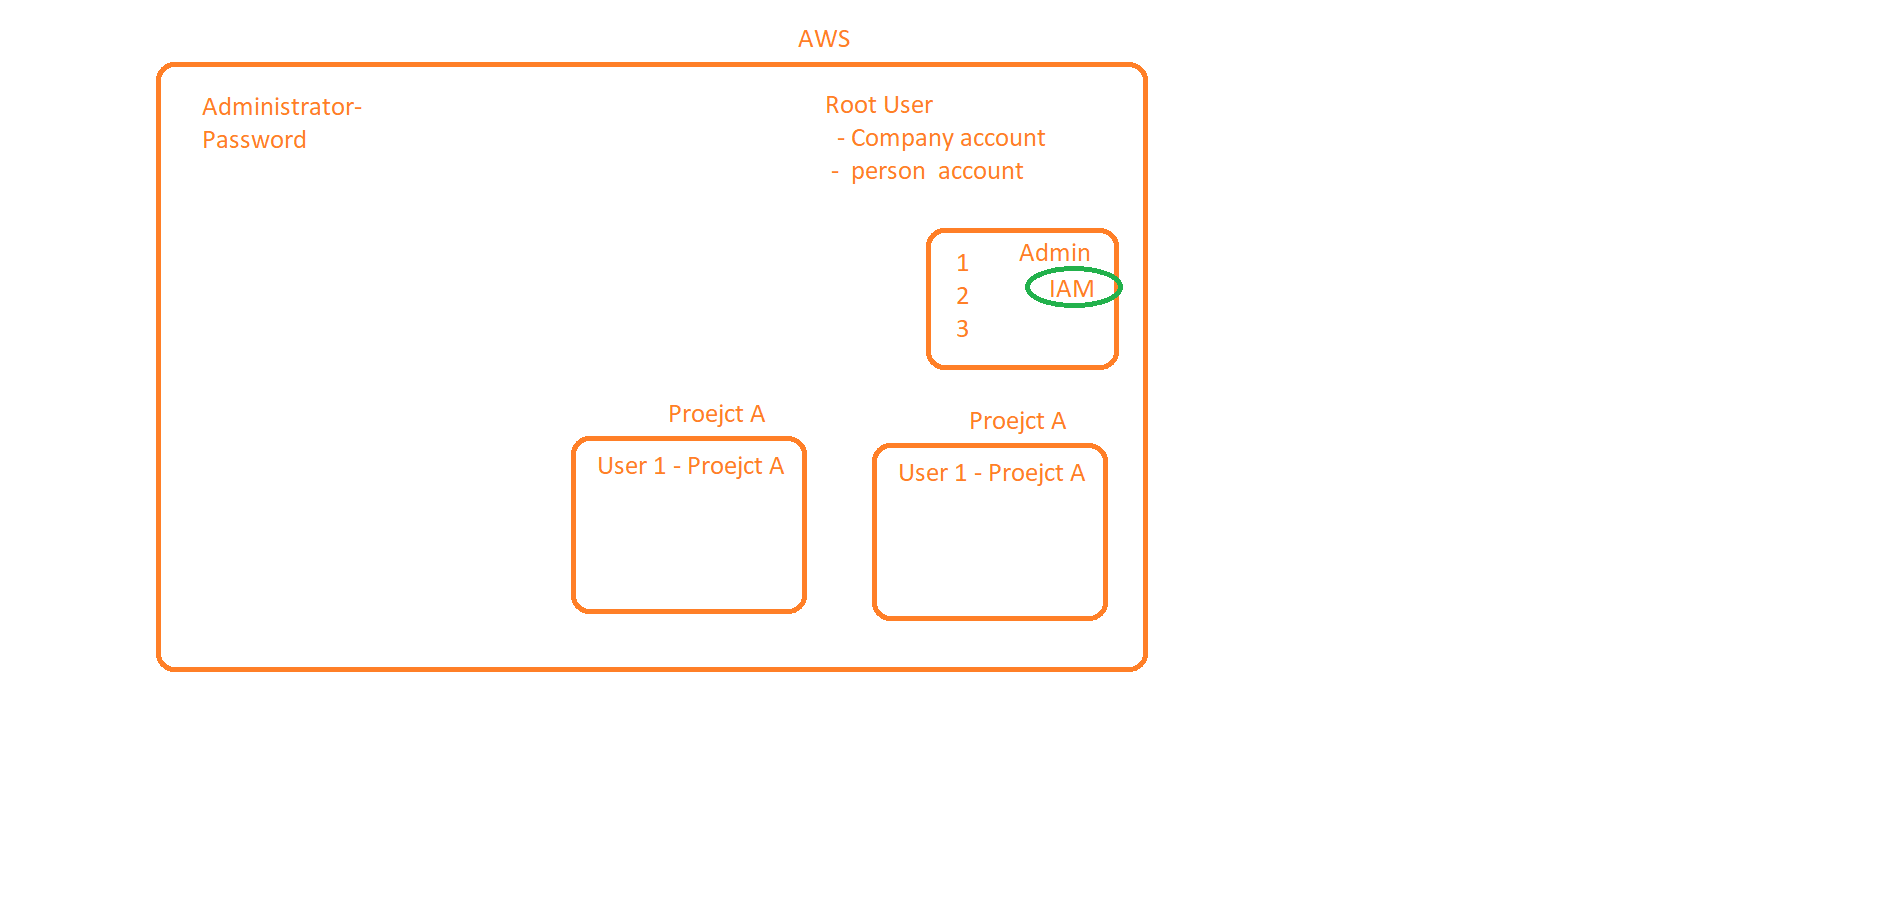 AWS
Administrator-
Password
Root User
- Company account
- person account
Admin
IAM
1
2
3
Proejct A
User 1 - Proejct A
Proejct A
User 1 - Proejct A